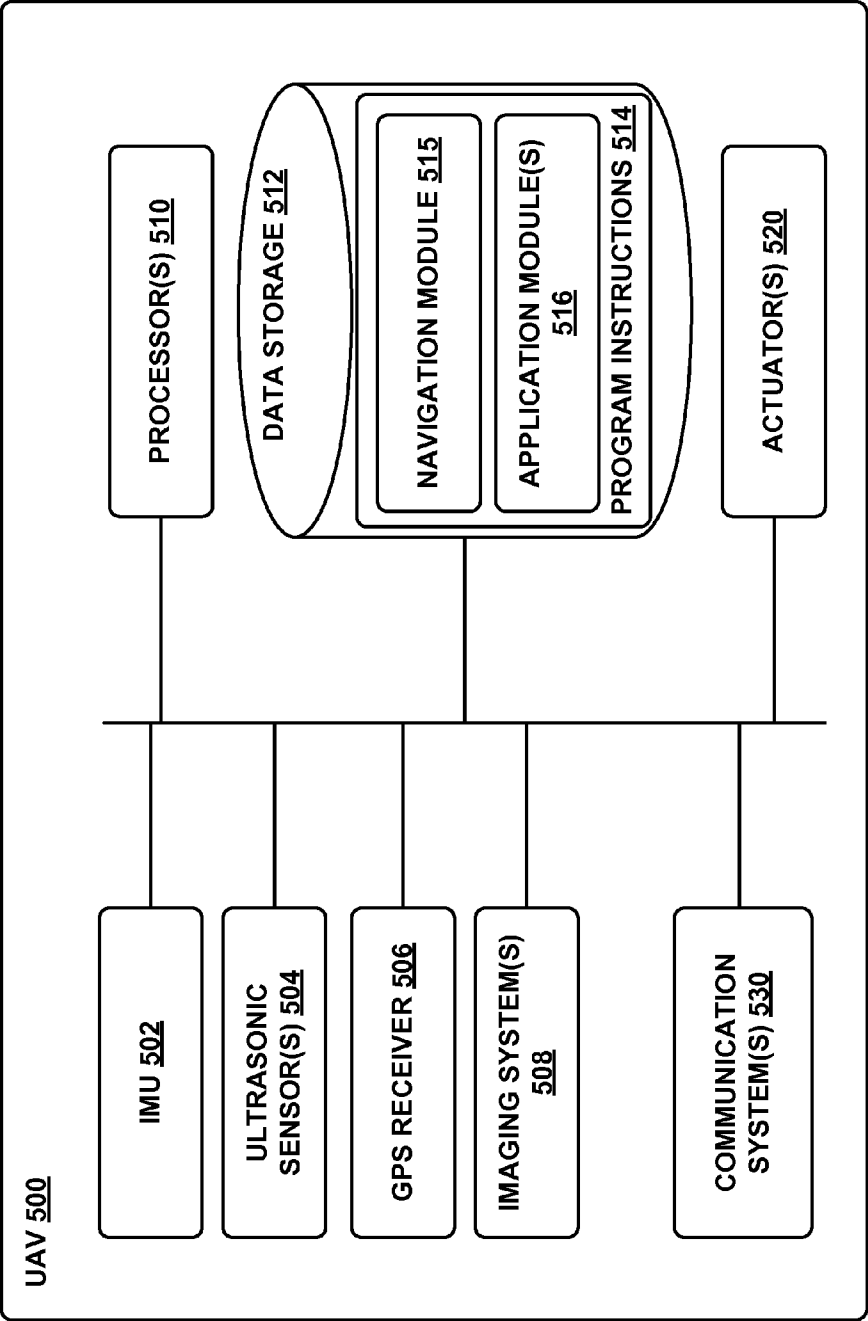 UAV 500
IMU 502
ULTRASONIC
SENSOR(S) 504
GPS RECEIVER 506
IMAGING SYSTEM(S)
508
COMMUNICATION
SYSTEM(S) 530
PROCESSOR(S) 510
DATA STORAGE 512
NAVIGATION MODULE 515
APPLICATION MODULE(S)
516
PROGRAM INSTRUCTIONS 514
ACTUATOR(S) 520